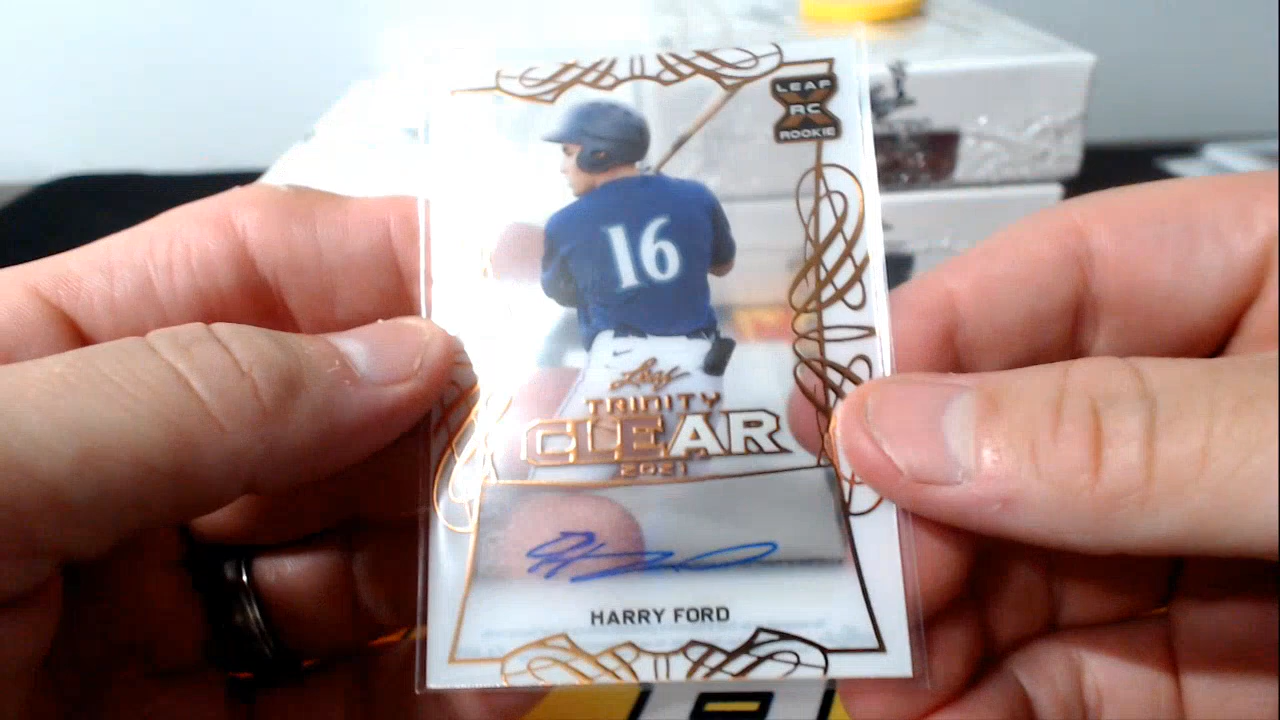 LEAF
RC
ROOKIE
16
Leaf
TRINITY
CLEAR
2021
HARRY FORD